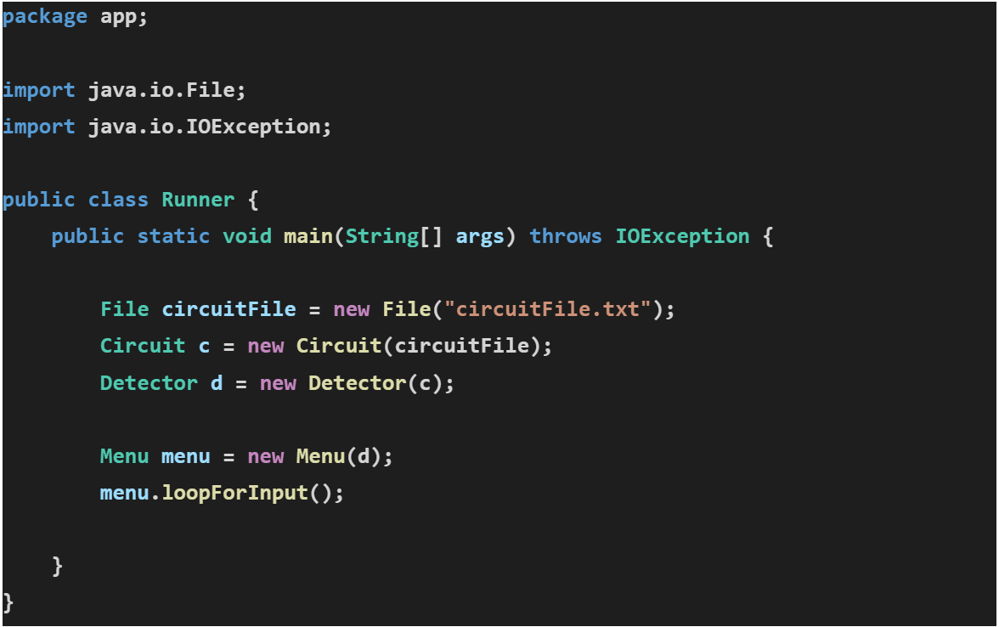 package app;
import java.io.File;
import java.io.IOException;
public class Runner {
    public static void main(String[] args) throws IOException {
        File circuitFile = new File("circuitFile.txt");
        Circuit c = new Circuit(circuitFile);
        Detector d = new Detector(c);
        Menu menu = new Menu(d);
        menu.loopForInput();
    }
}